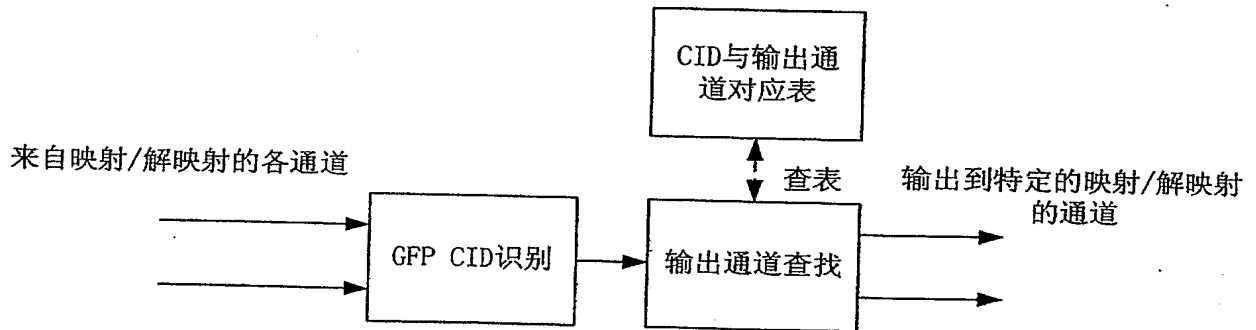 CID与输出通
道对应表
来自映射/解映射的各通道
查表
输出到特定的映射/解映射
的通道
GFP CID识别
输出通道查找